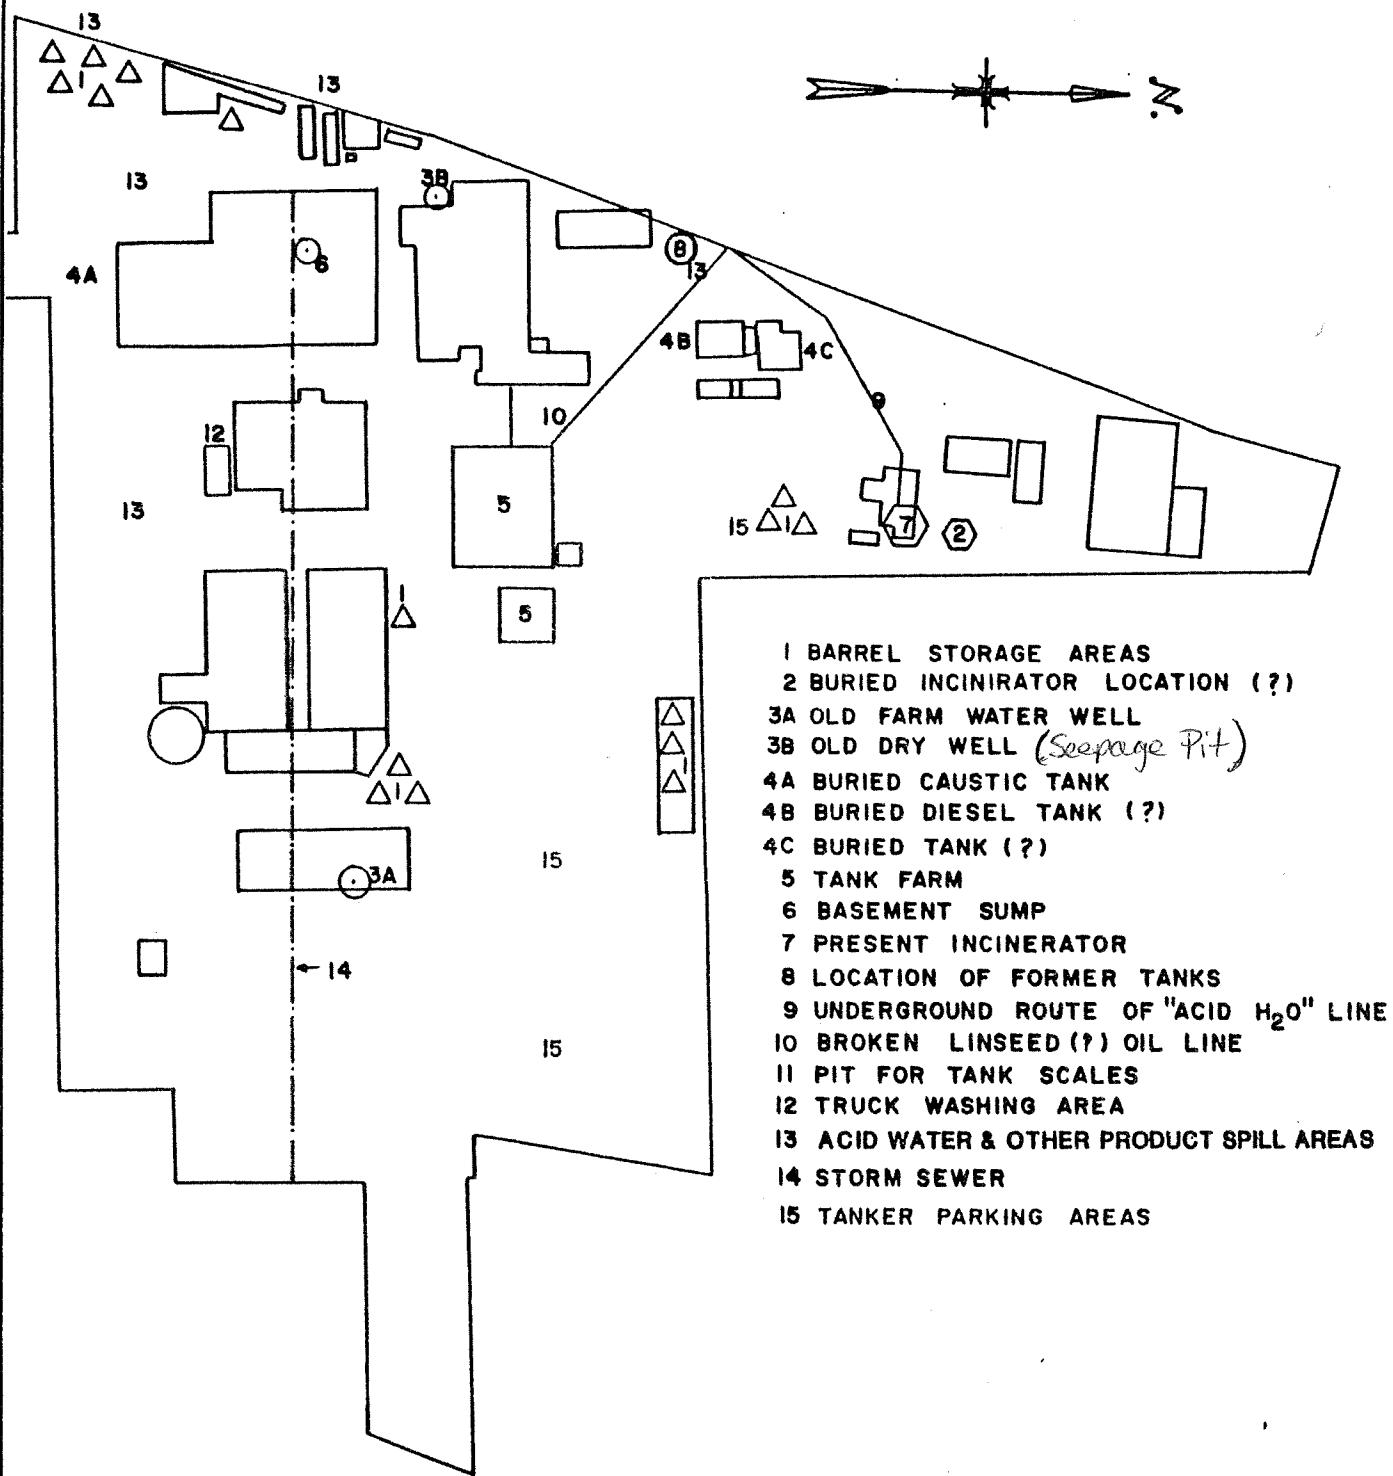 13
1
13
N.
13
3B
6
4A
8
13
4B
4C
9
10
12
13
5
15
1
7
2
1
5
1
1
3A
15
14
15
1 BARREL STORAGE AREAS
2 BURIED INCINIRATOR LOCATION (?)
3A OLD FARM WATER WELL
3B OLD DRY WELL (Seepage Pit)
4A BURIED CAUSTIC TANK
4B BURIED DIESEL TANK (?)
4C BURIED TANK (?)
5 TANK FARM
6 BASEMENT SUMP
7 PRESENT INCINERATOR
8 LOCATION OF FORMER TANKS
9 UNDERGROUND ROUTE OF "ACID H₂O" LINE
10 BROKEN LINSEED (?) OIL LINE
11 PIT FOR TANK SCALES
12 TRUCK WASHING AREA
13 ACID WATER & OTHER PRODUCT SPILL AREAS
14 STORM SEWER
15 TANKER PARKING AREAS